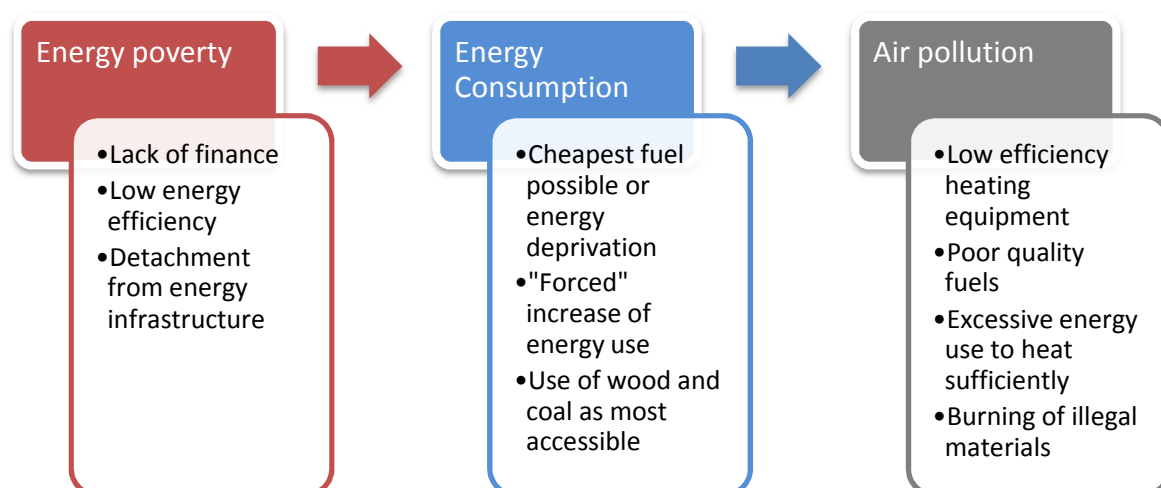 Energy poverty
•Lack of finance
•Low energy
efficiency
•Detachment
from energy
infrastructure
Energy
Consumption
•Cheapest fuel
possible or
energy
deprivation
•"Forced"
increase of
energy use
•Use of wood and
coal as most
accessible
Air pollution
•Low efficiency
heating
equipment
•Poor quality
fuels
•Excessive energy
use to heat
sufficiently
•Burning of illegal
materials